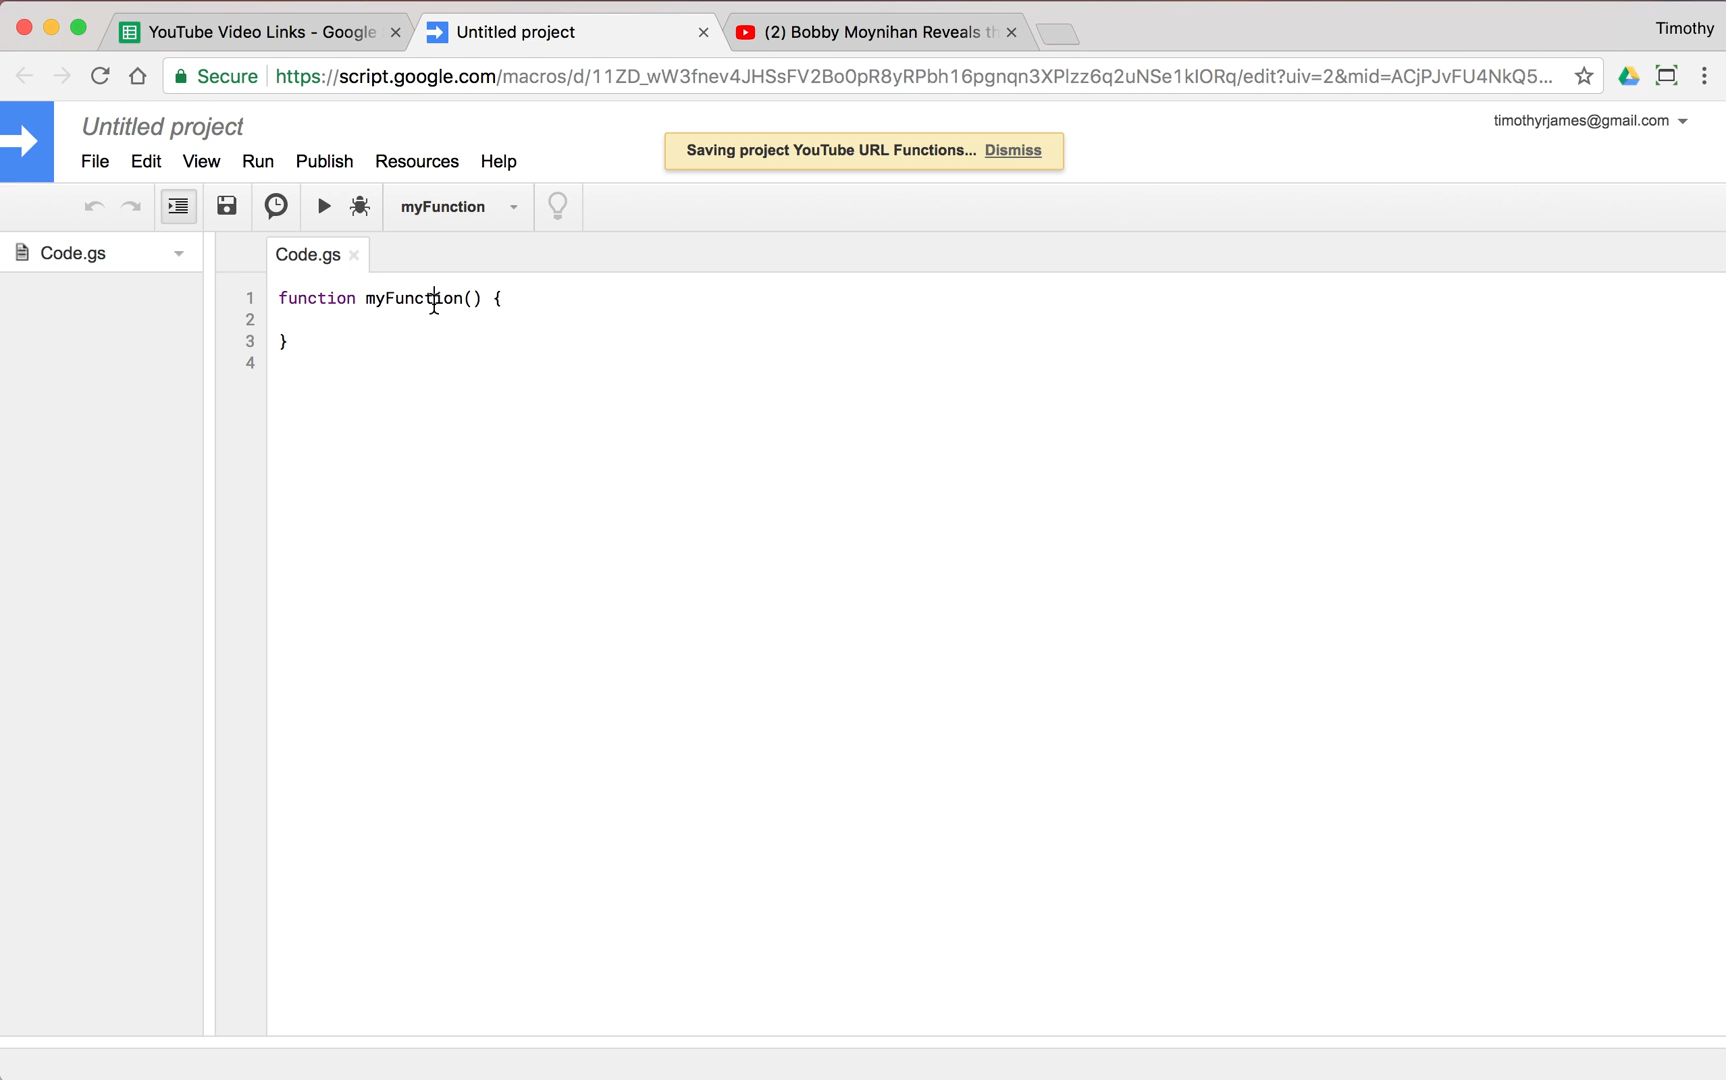 YouTube Video Links - Google
Untitled project
(2) Bobby Moynihan Reveals th
Timothy
Secure https://script.google.com/macros/d/11ZD_wW3fnev4JHSsFV2Bo0pR8yRPbh16pgnqn3XPlzz6q2uNSe1kIORq/edit?uiv=2&mid=ACjPJvFU4NkQ5...
Untitled project
timothyrjames@gmail.com
Saving project YouTube URL Functions... Dismiss
File Edit View Run Publish Resources Help
myFunction
Code.gs
Code.gs
1 function myFunction() {
2
3 }
4